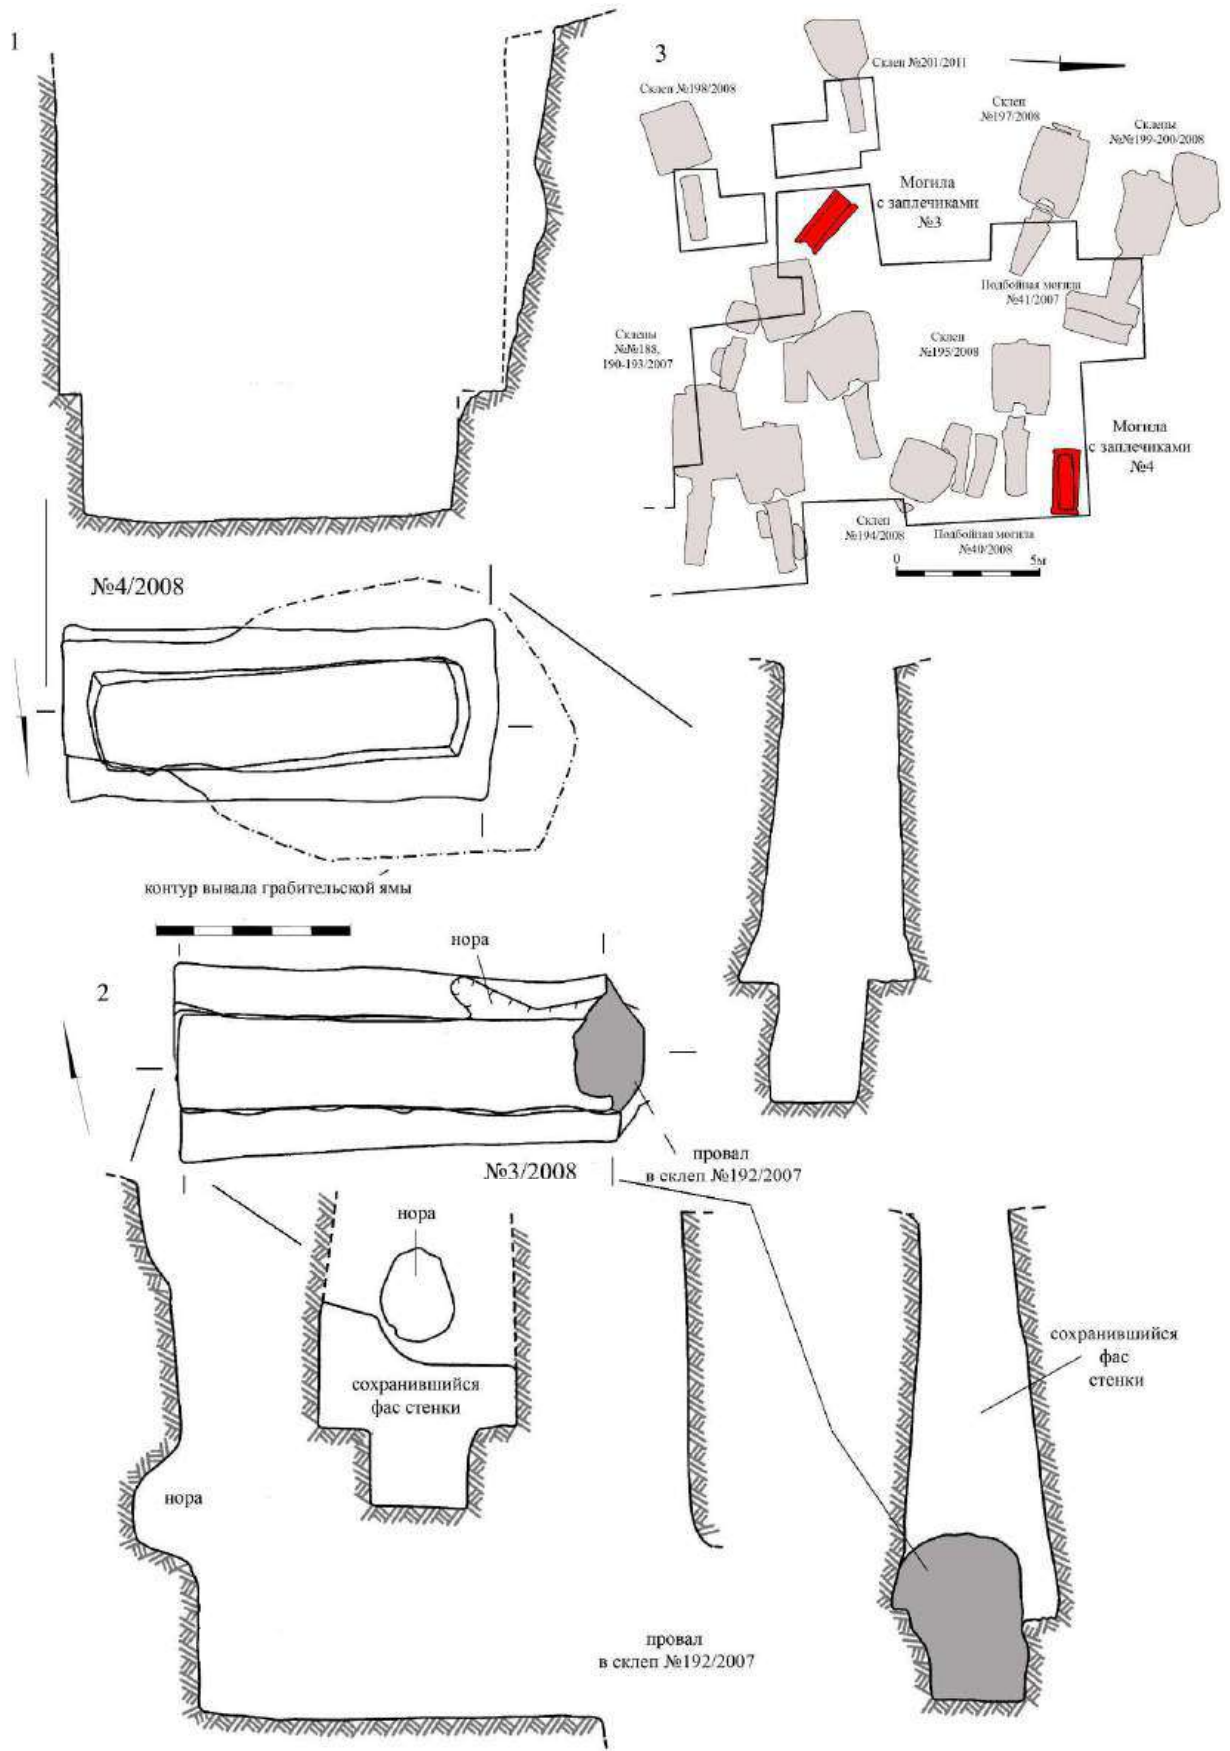 1
3
Склеп №201/2011
Склеп №198/2008
Склеп
№197/2008
Склепы
№№199-200/2008
Могила
с заплечиками
№3
Подбойная могила
№41/2007
Склепы
№№188,
190-193/2007
Склеп
№195/2008
Могила
с заплечиками
№4
Склеп
№194/2008
Подбойная могила
№40/2008
0
5м
№4/2008
контур вывала грабительской ямы
2
нора
№3/2008
провал
в склеп №192/2007
нора
сохранившийся
фас стенки
сохранившийся
фас
стенки
нора
провал
в склеп №192/2007